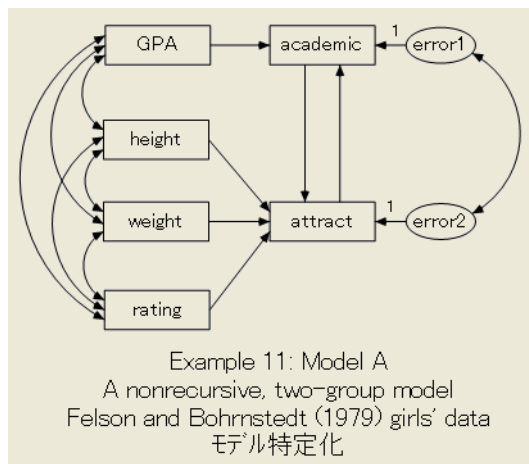 GPA
academic
1
error1
height
weight
attract
1
error2
rating
Example 11: Model A
A nonrecursive, two-group model
Felson and Bohrnstedt (1979) girls' data
モデル特定化